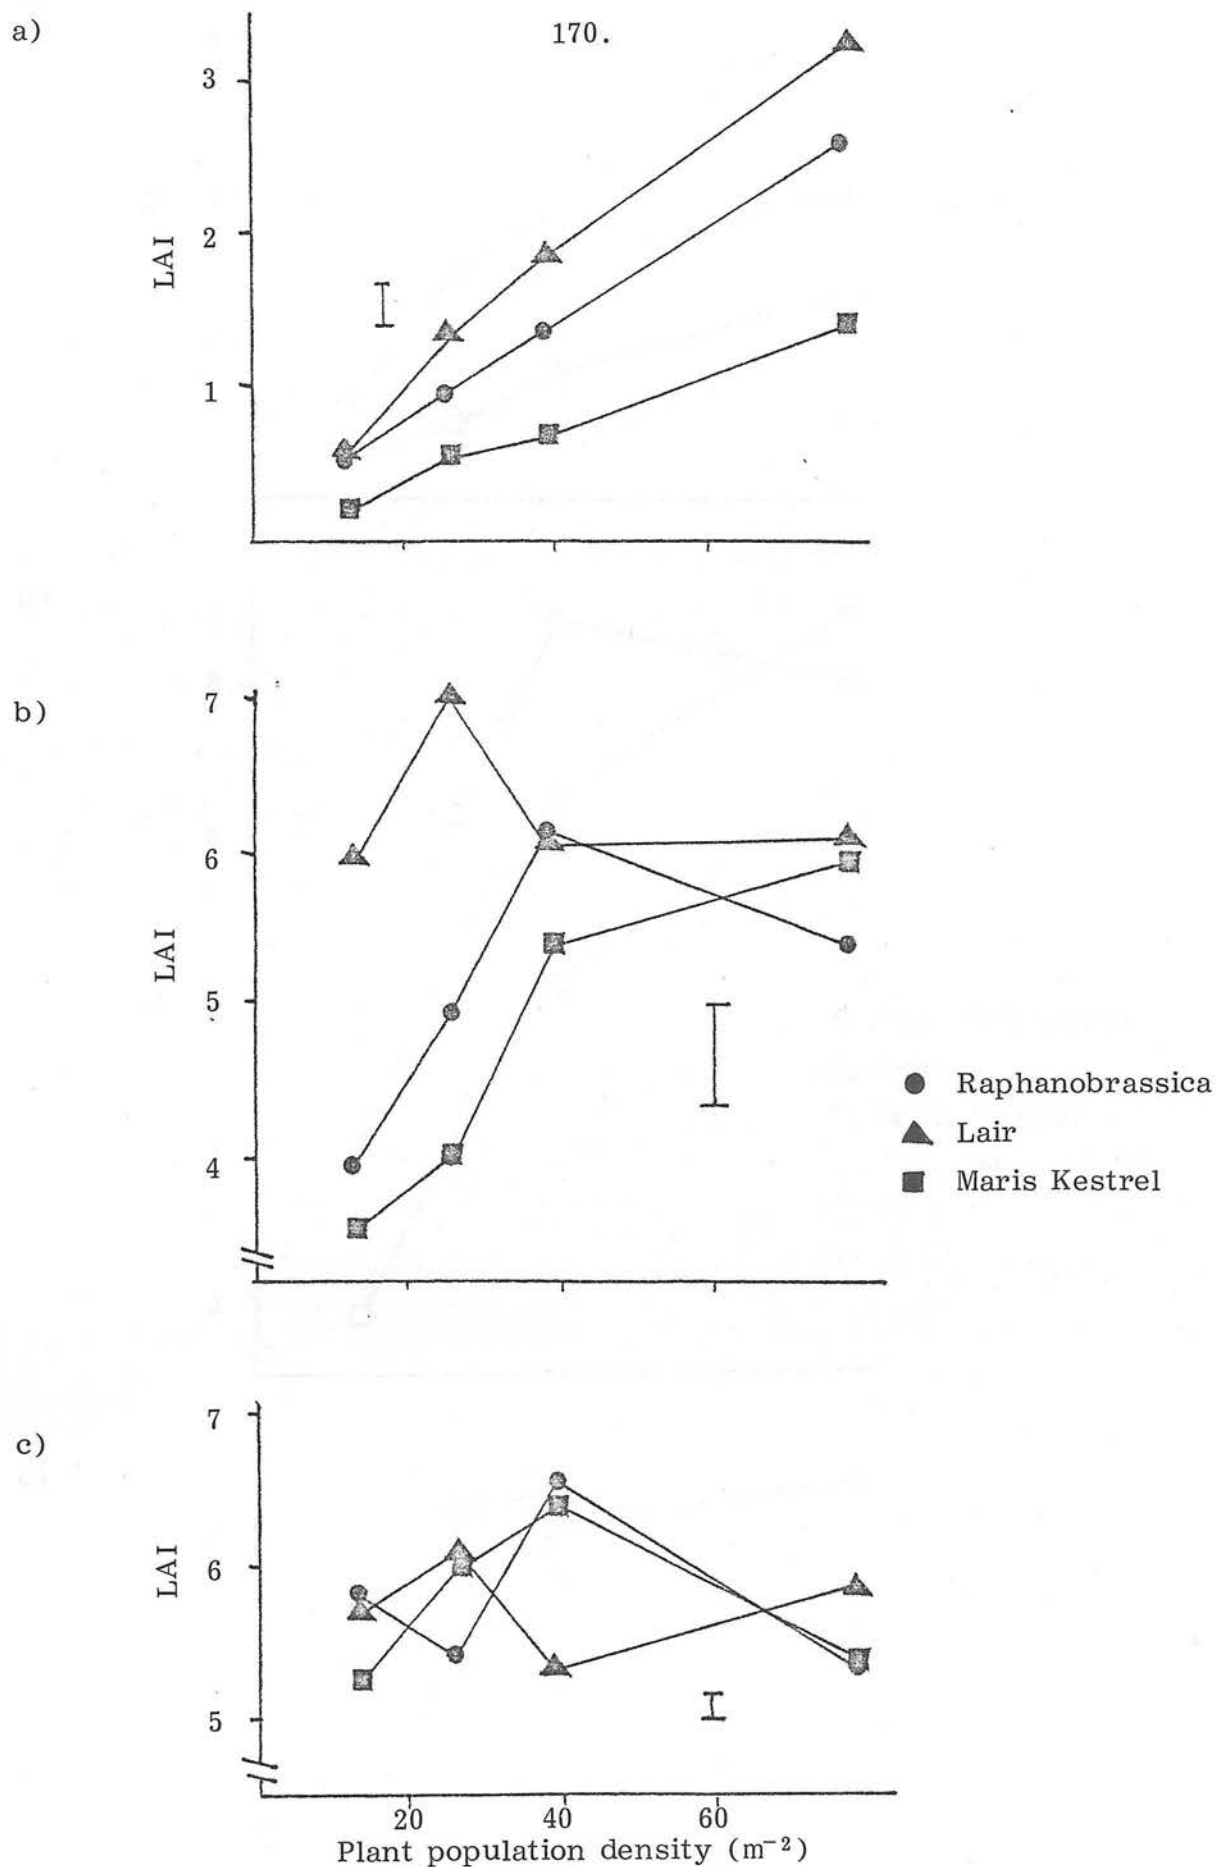 170.
a)
3
2
1
LAI
b)
7
6
5
4
LAI
Raphanobrassica
Lair
Maris Kestrel
c)
7
6
5
LAI
20 40 60
Plant population density (m⁻²)